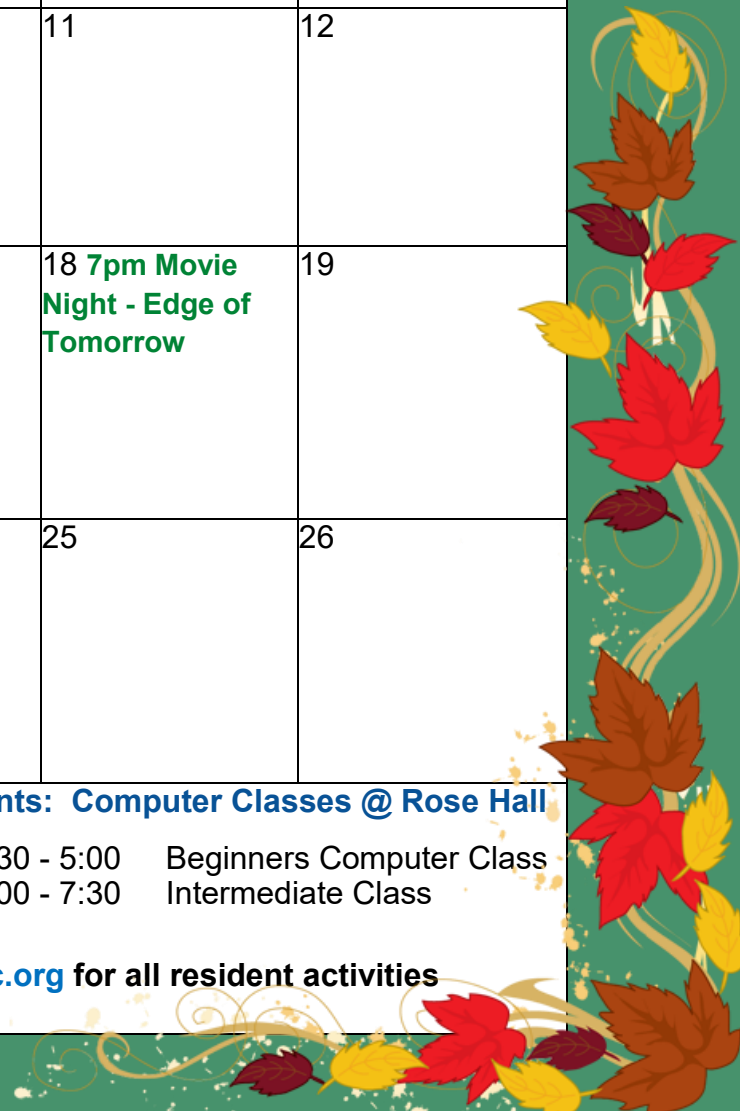 11 12
18 7pm Movie 19
Night - Edge of
Tomorrow
25 26
nts: Computer Classes @ Rose Hall
30 - 5:00 Beginners Computer Class
00 - 7:30 Intermediate Class
c.org for all resident activities